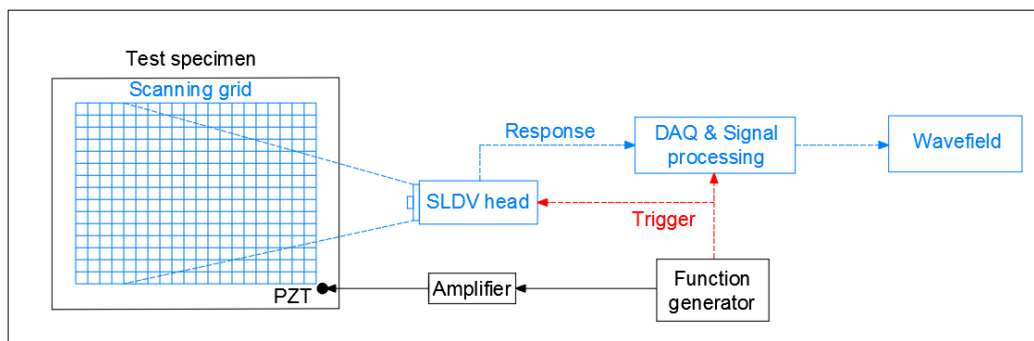 Test specimen
Scanning grid
Response
DAQ & Signal
processing
Wavefield
SLDV head
Trigger
PZT
Amplifier
Function
generator